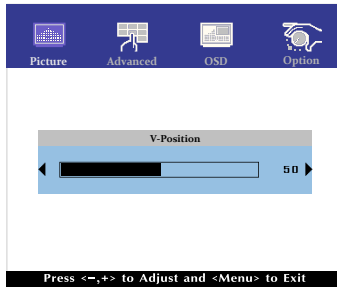 Picture Advanced OSD Option
V-Position
50
Press <−,+> to Adjust and <Menu> to Exit